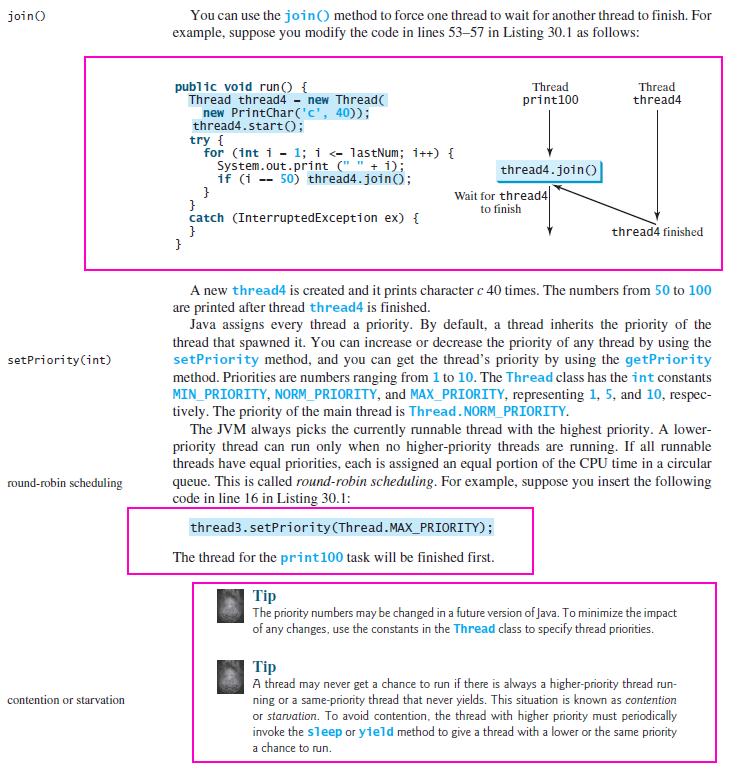 join()
You can use the join() method to force one thread to wait for another thread to finish. For
example, suppose you modify the code in lines 53–57 in Listing 30.1 as follows:
public void run() {
Thread thread4 = new Thread(
new PrintChar('c', 40));
thread4.start();
try {
for (int i = 1; i <= lastNum; i++) {
System.out.print (" " + i);
if (i == 50) thread4.join();
}
}
catch (InterruptedException ex) {
}
}
Thread
print100
Thread
thread4
thread4.join()
Wait for thread4
to finish
thread4 finished
A new thread4 is created and it prints character c 40 times. The numbers from 50 to 100
are printed after thread thread4 is finished.
Java assigns every thread a priority. By default, a thread inherits the priority of the
thread that spawned it. You can increase or decrease the priority of any thread by using the
setPriority(int)
setPriority method, and you can get the thread's priority by using the getPriority
method. Priorities are numbers ranging from 1 to 10. The Thread class has the int constants
MIN_PRIORITY, NORM_PRIORITY, and MAX_PRIORITY, representing 1, 5, and 10, respec-
tively. The priority of the main thread is Thread.NORM_PRIORITY.
The JVM always picks the currently runnable thread with the highest priority. A lower-
priority thread can run only when no higher-priority threads are running. If all runnable
threads have equal priorities, each is assigned an equal portion of the CPU time in a circular
round-robin scheduling
queue. This is called round-robin scheduling. For example, suppose you insert the following
code in line 16 in Listing 30.1:
thread3.setPriority(Thread.MAX_PRIORITY);
The thread for the print100 task will be finished first.
Tip
The priority numbers may be changed in a future version of Java. To minimize the impact
of any changes, use the constants in the Thread class to specify thread priorities.
Tip
A thread may never get a chance to run if there is always a higher-priority thread run-
ning or a same-priority thread that never yields. This situation is known as contention
contention or starvation
or starvation. To avoid contention, the thread with higher priority must periodically
invoke the sleep or yield method to give a thread with a lower or the same priority
a chance to run.